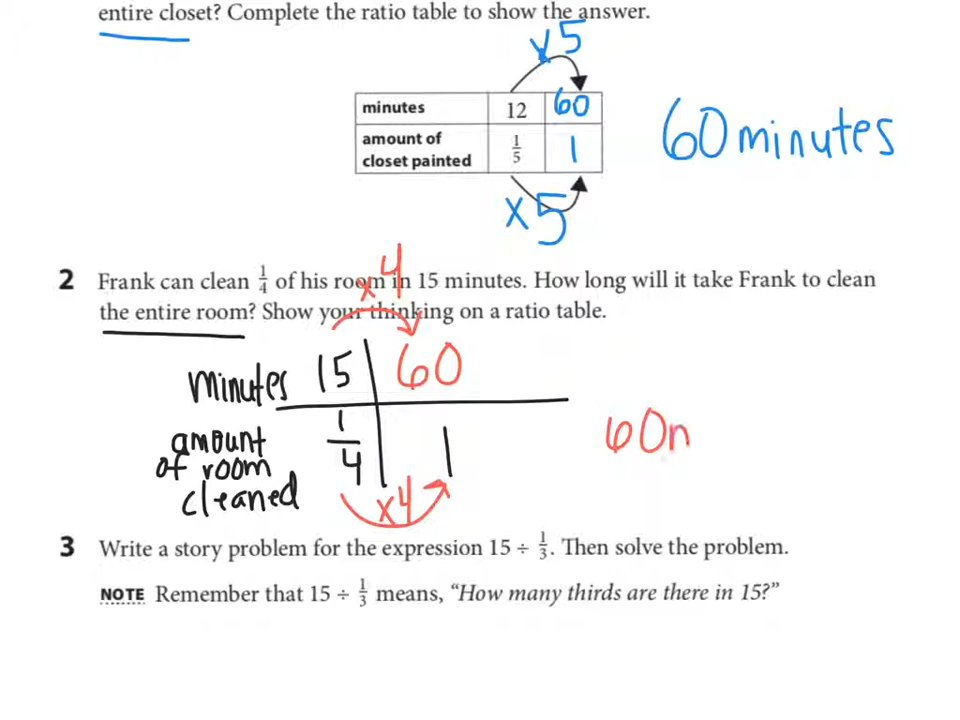 entire closet? Complete the ratio table to show the answer.
x5
minutes 12 60
amount of closet painted 1/5 1
x5
60 minutes
2 Frank can clean 1/4 of his room in 15 minutes. How long will it take Frank to clean
the entire room? Show your thinking on a ratio table.
x4
minutes 15 60
amount of room cleaned 1/4 1
x4
60n
3 Write a story problem for the expression 15 ÷ 1/3. Then solve the problem.
NOTE Remember that 15 ÷ 1/3 means, “How many thirds are there in 15?”